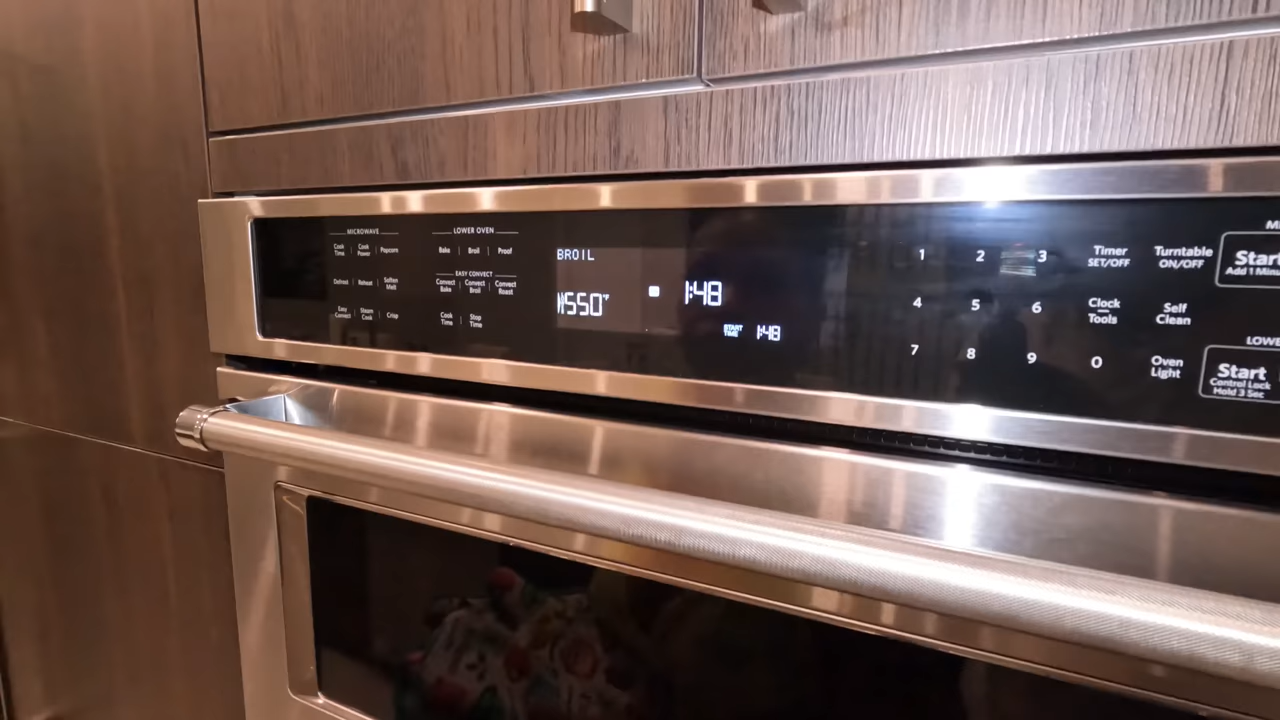 MICROWAVE
Cook Time | Cook Power | Popcorn
Defrost | Reheat | Soften Melt
Easy Convect | Steam Cook | Crisp
LOWER OVEN
Bake | Broil | Proof
EASY CONVECT
Convect Bake | Convect Broil | Convect Roast
Cook Time | Stop Time
BROIL
550°F
1:48
START TIME 1:48
1 2 3
4 5 6
7 8 9 0
Timer
SET/OFF
Turntable
ON/OFF
Clock
Tools
Self
Clean
Oven
Light
Start
LOWE
Start
Control Lock
Hold 3 Sec